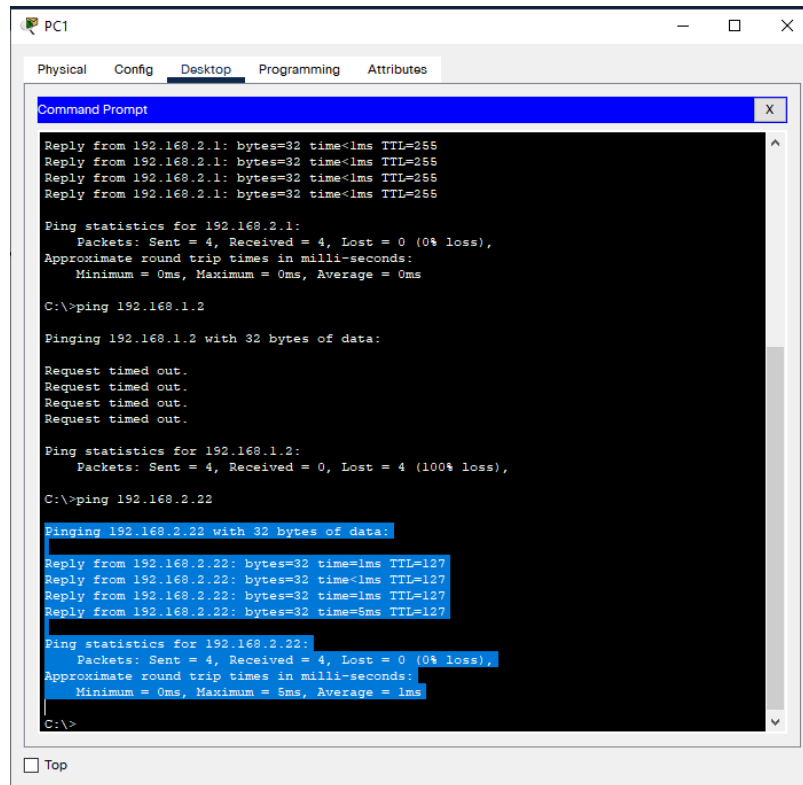 PC1
Physical Config Desktop Programming Attributes
Command Prompt
X
Reply from 192.168.2.1: bytes=32 time<1ms TTL=255
Reply from 192.168.2.1: bytes=32 time<1ms TTL=255
Reply from 192.168.2.1: bytes=32 time<1ms TTL=255
Reply from 192.168.2.1: bytes=32 time<1ms TTL=255
Ping statistics for 192.168.2.1:
Packets: Sent = 4, Received = 4, Lost = 0 (0% loss),
Approximate round trip times in milli-seconds:
Minimum = 0ms, Maximum = 0ms, Average = 0ms
C:\>ping 192.168.1.2
Pinging 192.168.1.2 with 32 bytes of data:
Request timed out.
Request timed out.
Request timed out.
Request timed out.
Ping statistics for 192.168.1.2:
Packets: Sent = 4, Received = 0, Lost = 4 (100% loss),
C:\>ping 192.168.2.22
Pinging 192.168.2.22 with 32 bytes of data:
Reply from 192.168.2.22: bytes=32 time=1ms TTL=127
Reply from 192.168.2.22: bytes=32 time<1ms TTL=127
Reply from 192.168.2.22: bytes=32 time=1ms TTL=127
Reply from 192.168.2.22: bytes=32 time=5ms TTL=127
Ping statistics for 192.168.2.22:
Packets: Sent = 4, Received = 4, Lost = 0 (0% loss),
Approximate round trip times in milli-seconds:
Minimum = 0ms, Maximum = 5ms, Average = 1ms
C:\>
Top